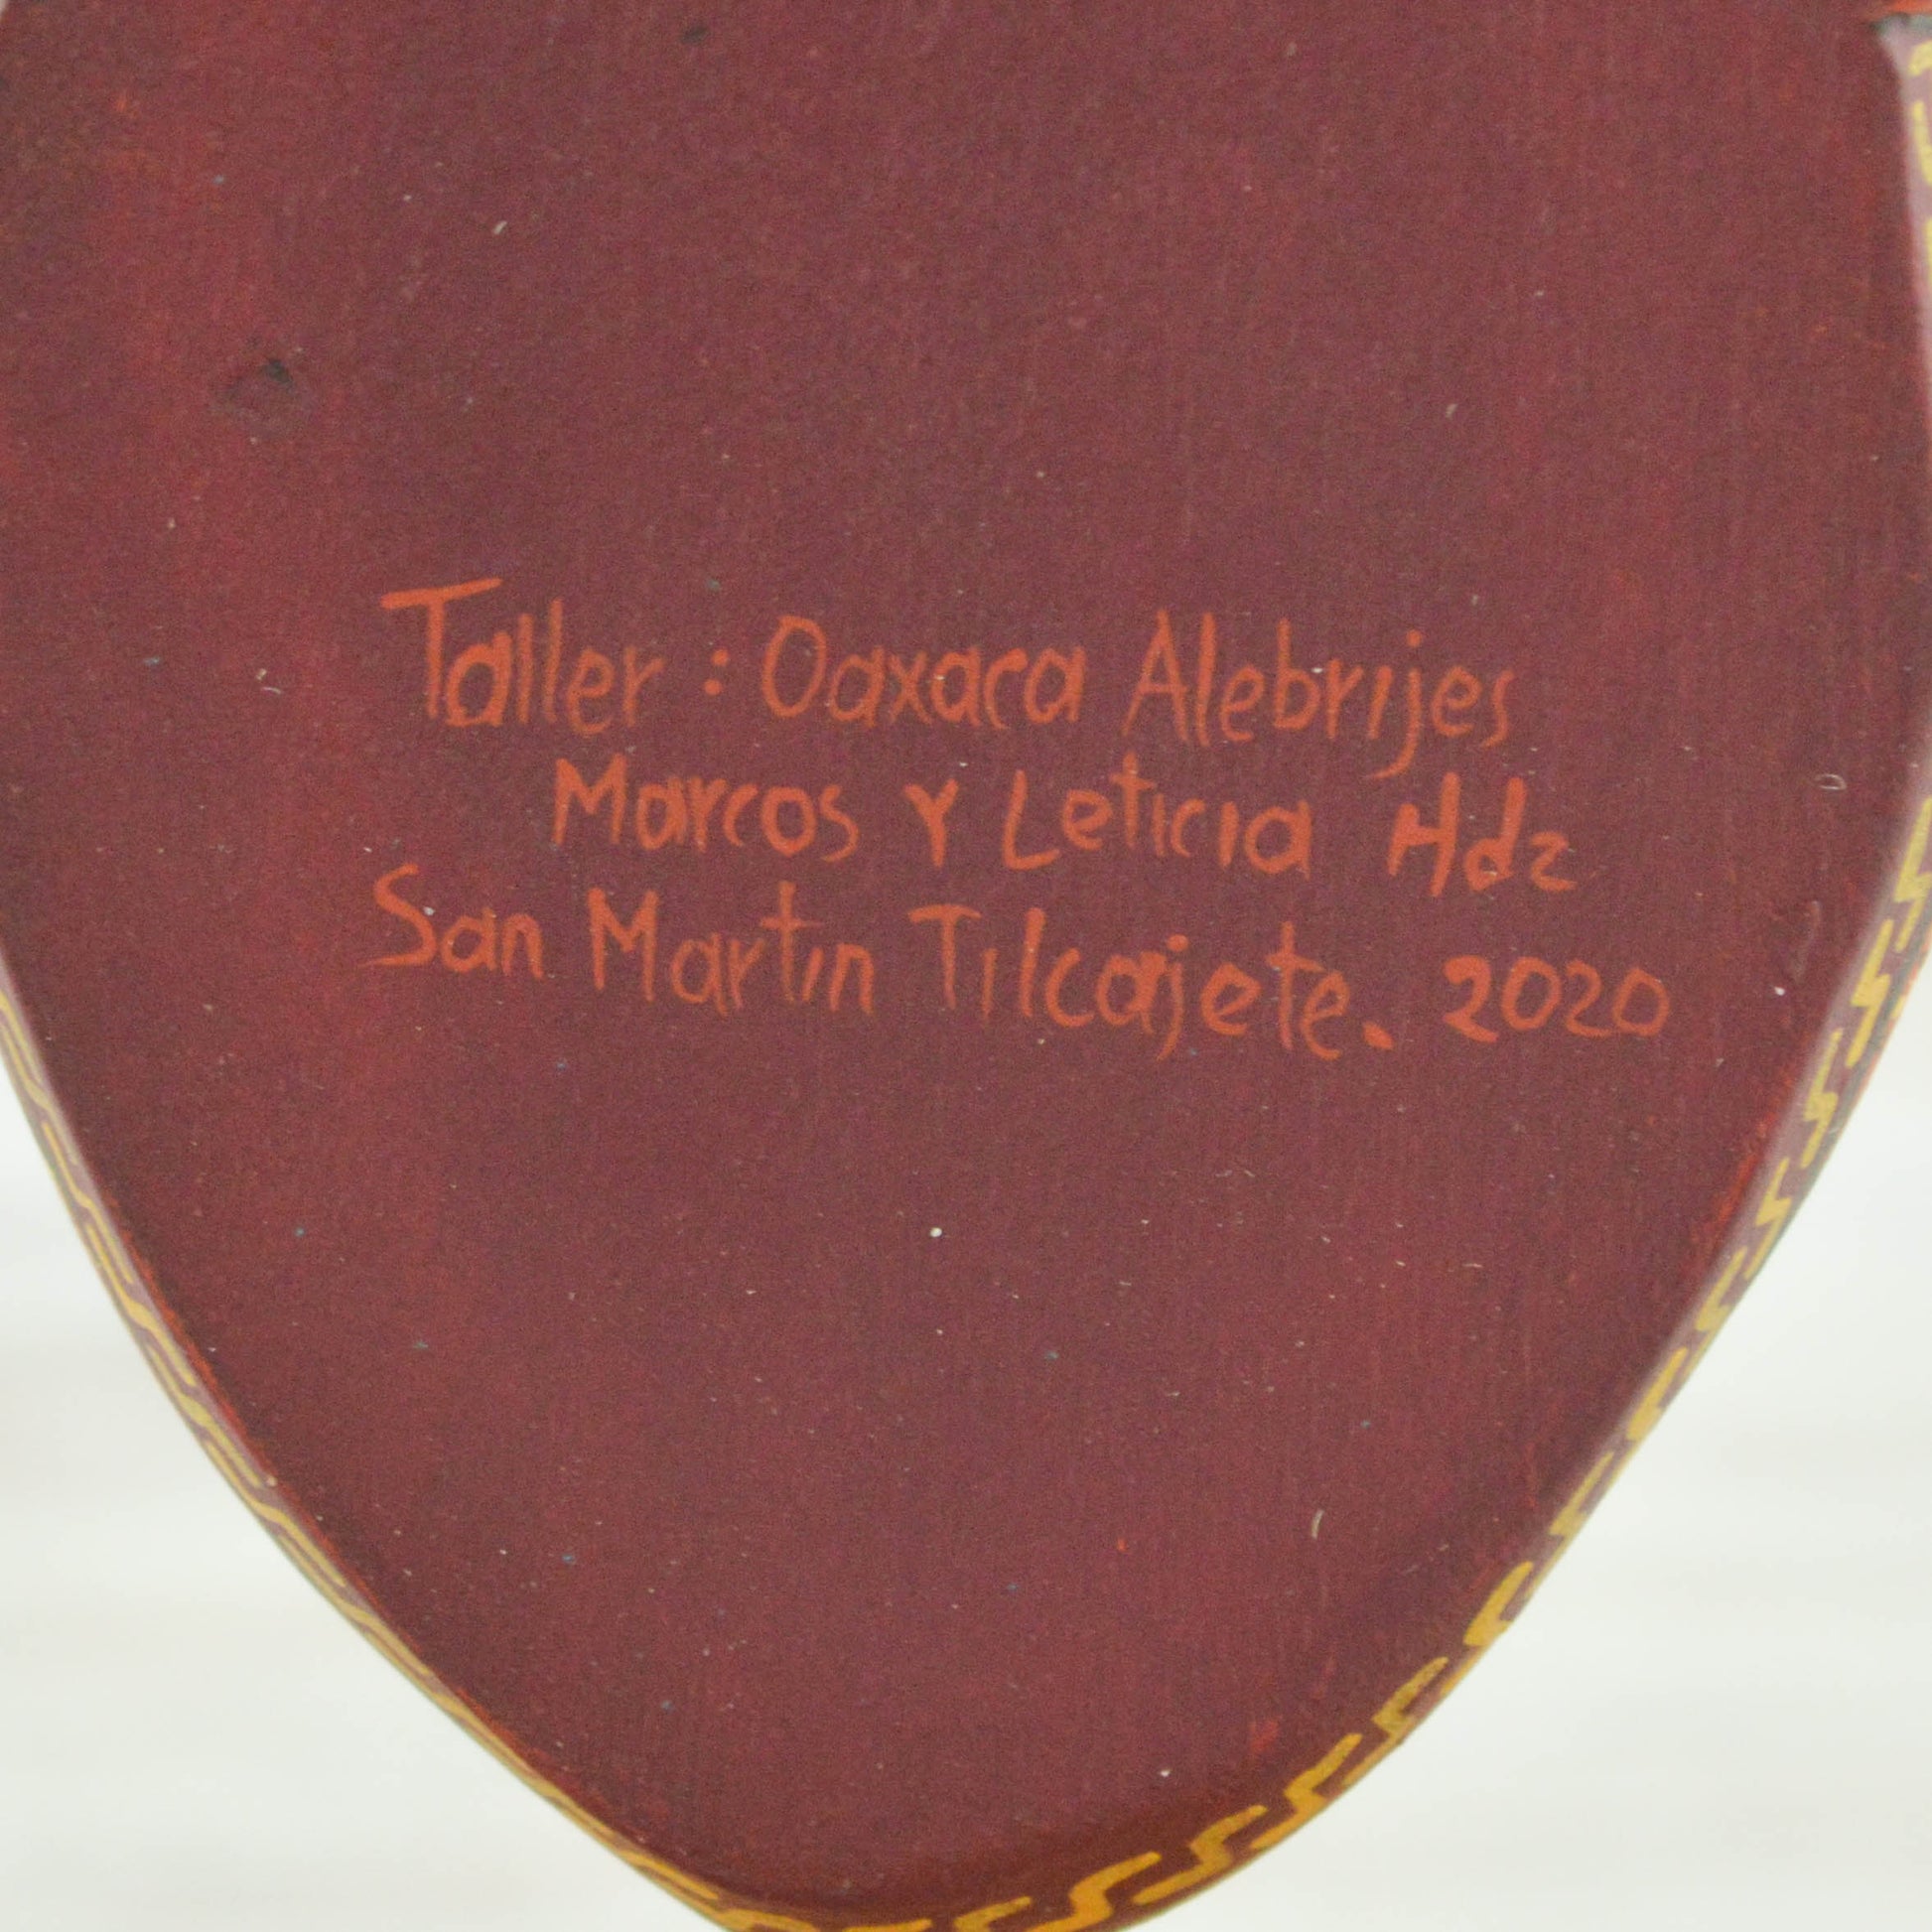 Taller : Oaxaca Alebrijes
Marcos Y Leticia Hdz
San Martin Tilcajete. 2020